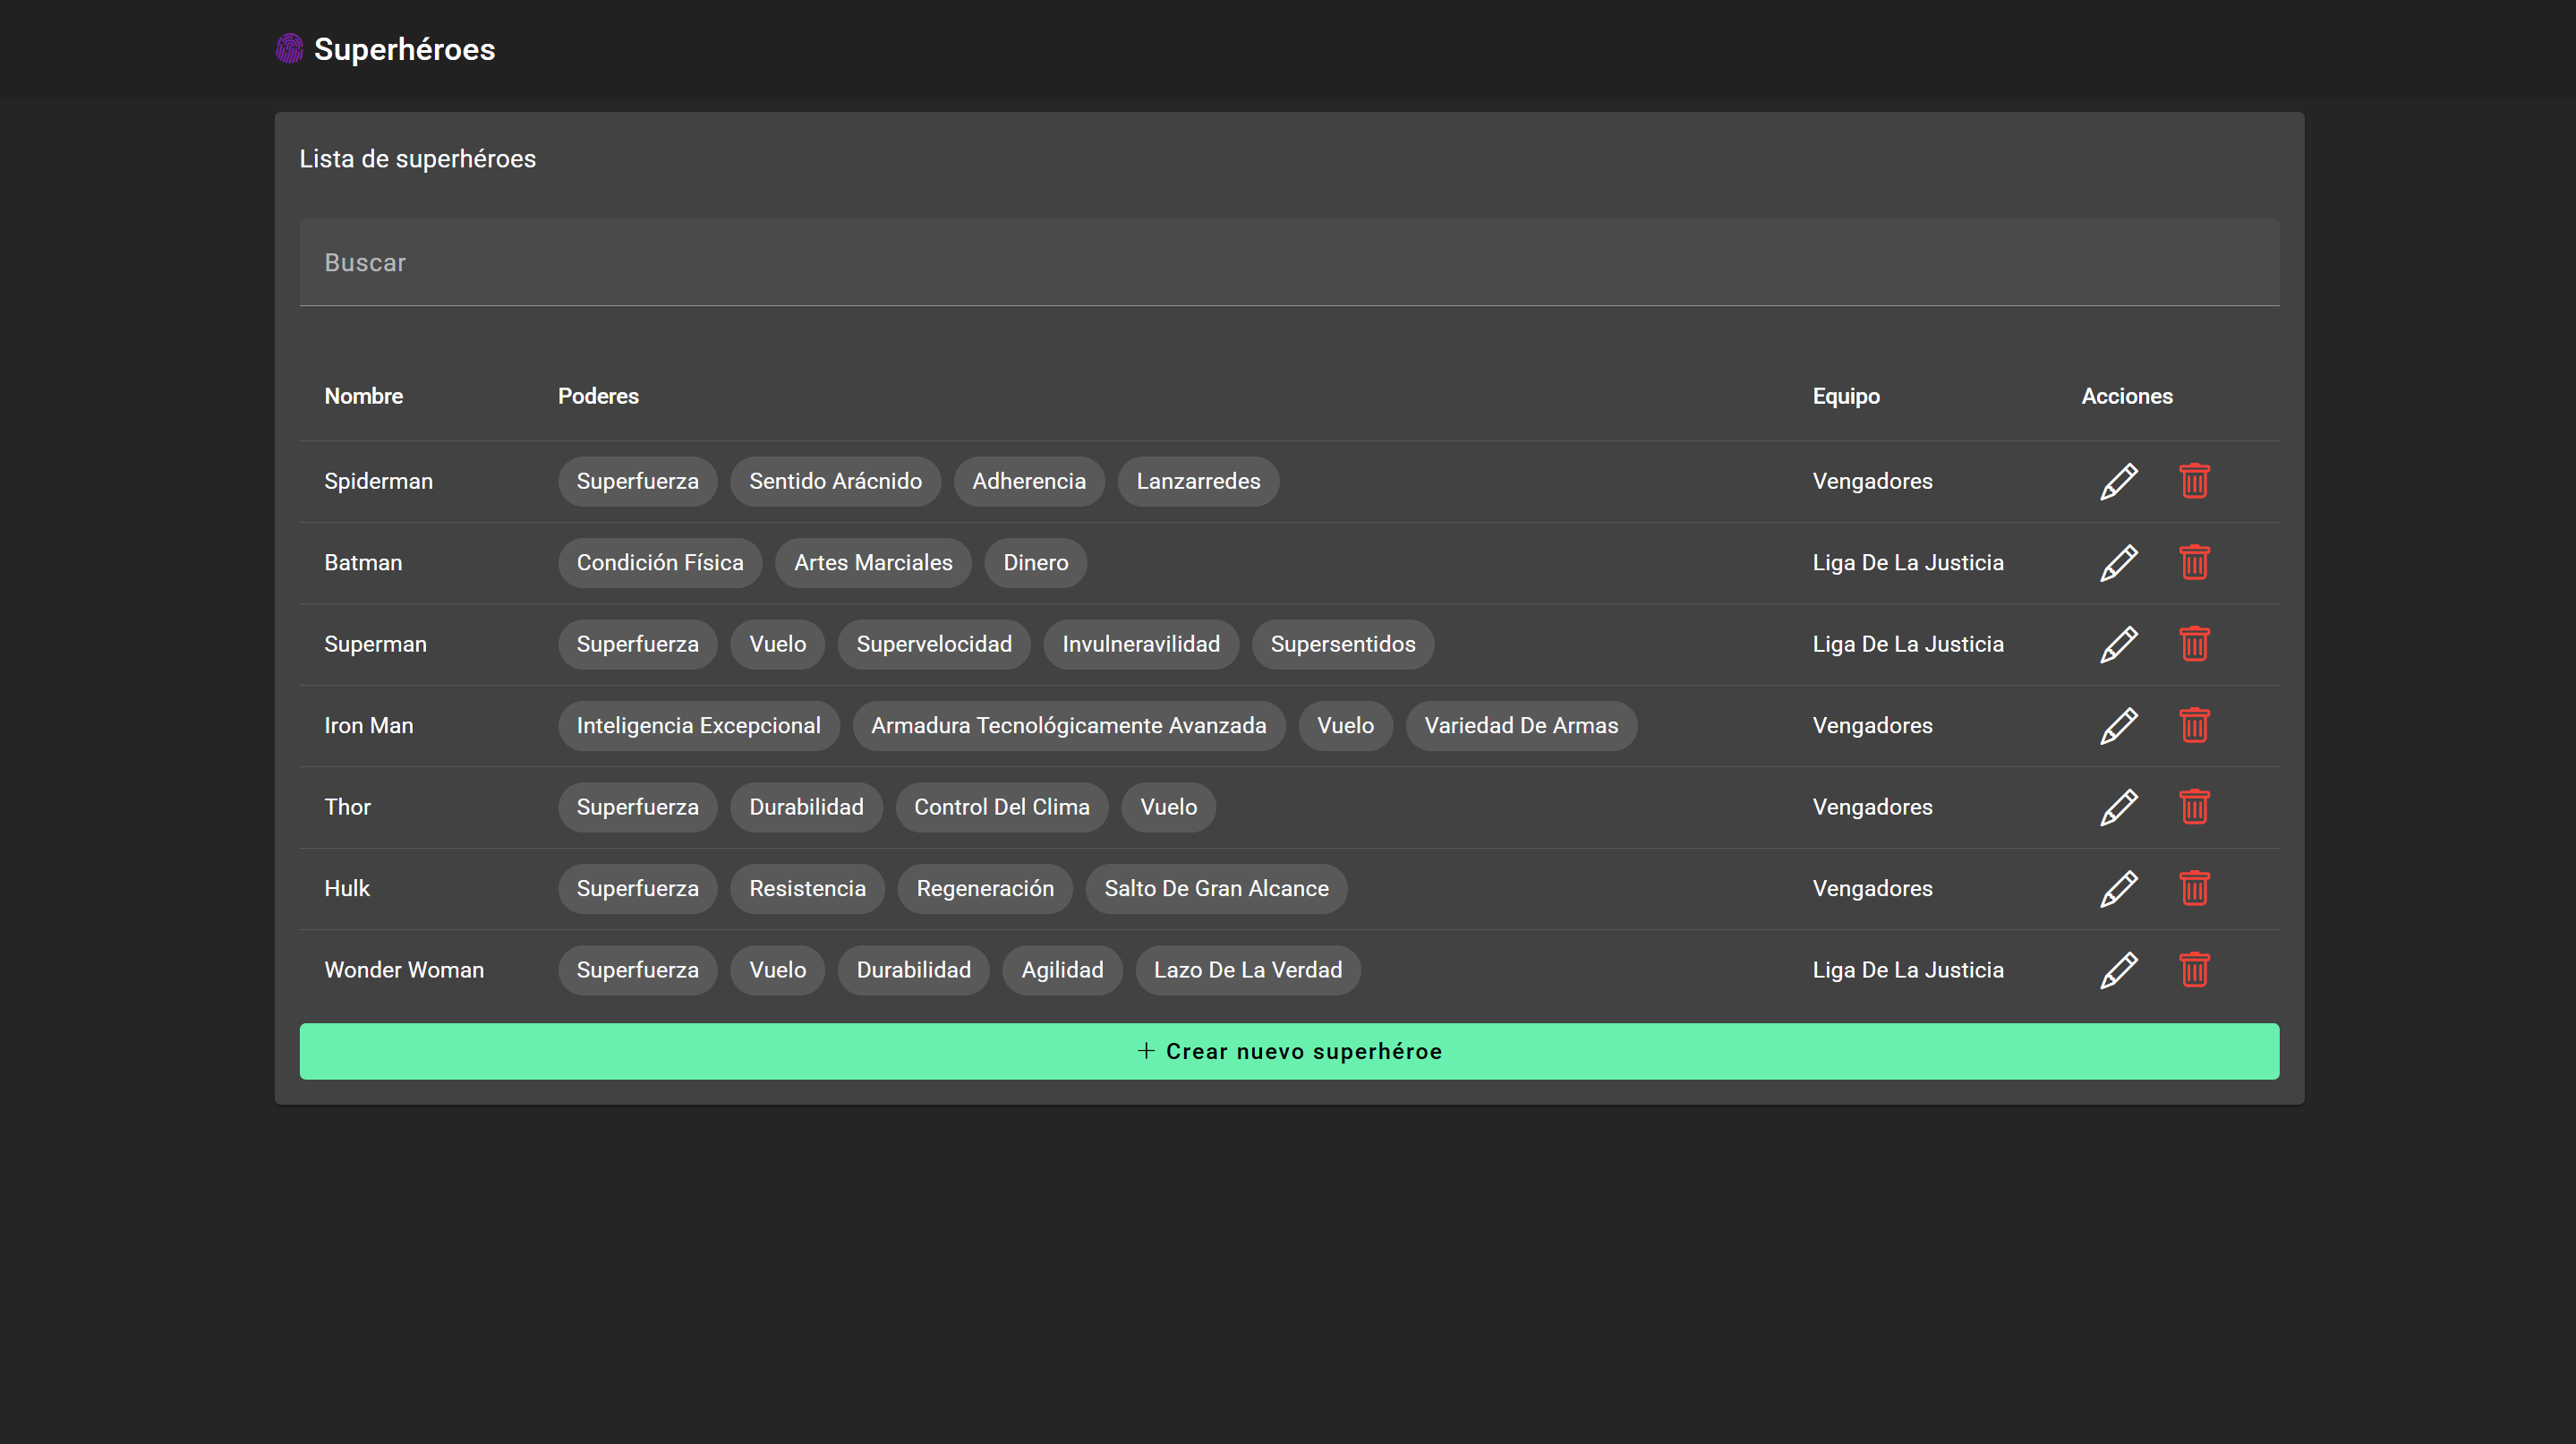 Superhéroes
Lista de superhéroes
Buscar
Nombre Poderes Equipo Acciones
Spiderman Superfuerza Sentido Arácnido Adherencia Lanzarredes Vengadores
Batman Condición Física Artes Marciales Dinero Liga De La Justicia
Superman Superfuerza Vuelo Supervelocidad Invulneravilidad Supersentidos Liga De La Justicia
Iron Man Inteligencia Excepcional Armadura Tecnológicamente Avanzada Vuelo Variedad De Armas Vengadores
Thor Superfuerza Durabilidad Control Del Clima Vuelo Vengadores
Hulk Superfuerza Resistencia Regeneración Salto De Gran Alcance Vengadores
Wonder Woman Superfuerza Vuelo Durabilidad Agilidad Lazo De La Verdad Liga De La Justicia
+ Crear nuevo superhéroe